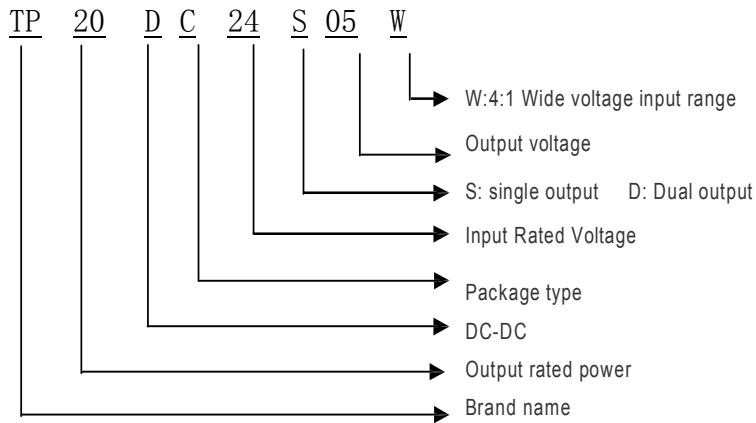 TP 20 D C 24 S 05 W
W:4:1 Wide voltage input range
Output voltage
S: single output D: Dual output
Input Rated Voltage
Package type
DC-DC
Output rated power
Brand name